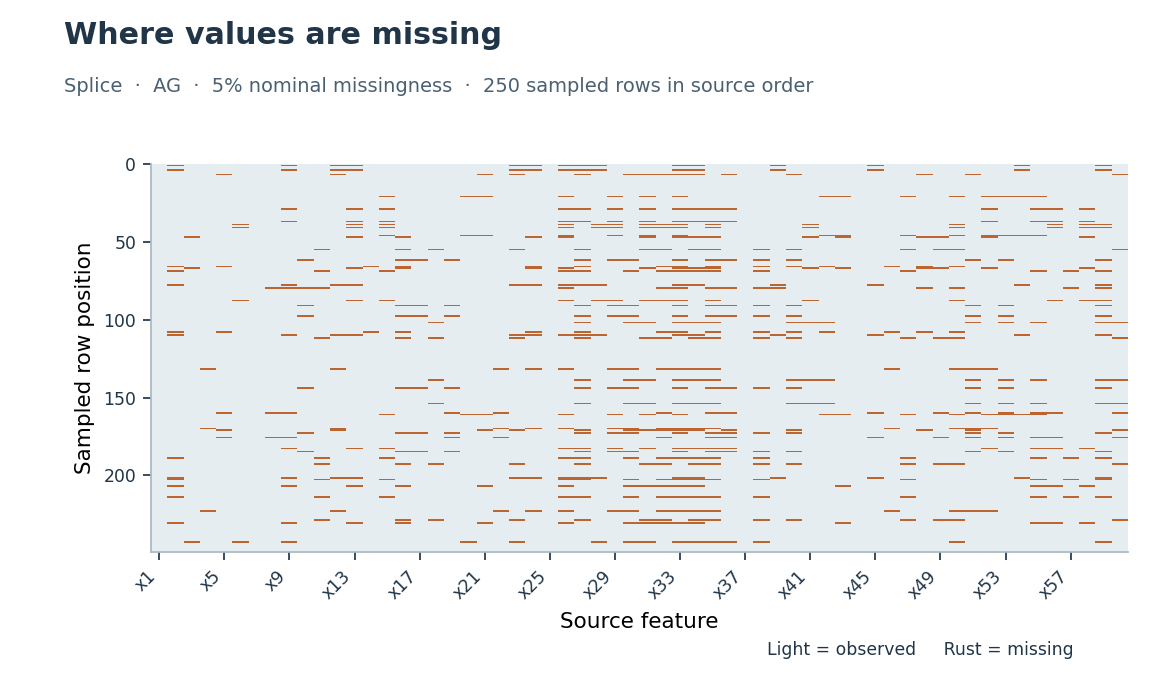 Where values are missing
Splice · AG · 5% nominal missingness · 250 sampled rows in source order
0
50
100
150
200
Sampled row position
x1 x5 x9 x13 x17 x21 x25 x29 x33 x37 x41 x45 x49 x53 x57
Source feature
Light = observed Rust = missing